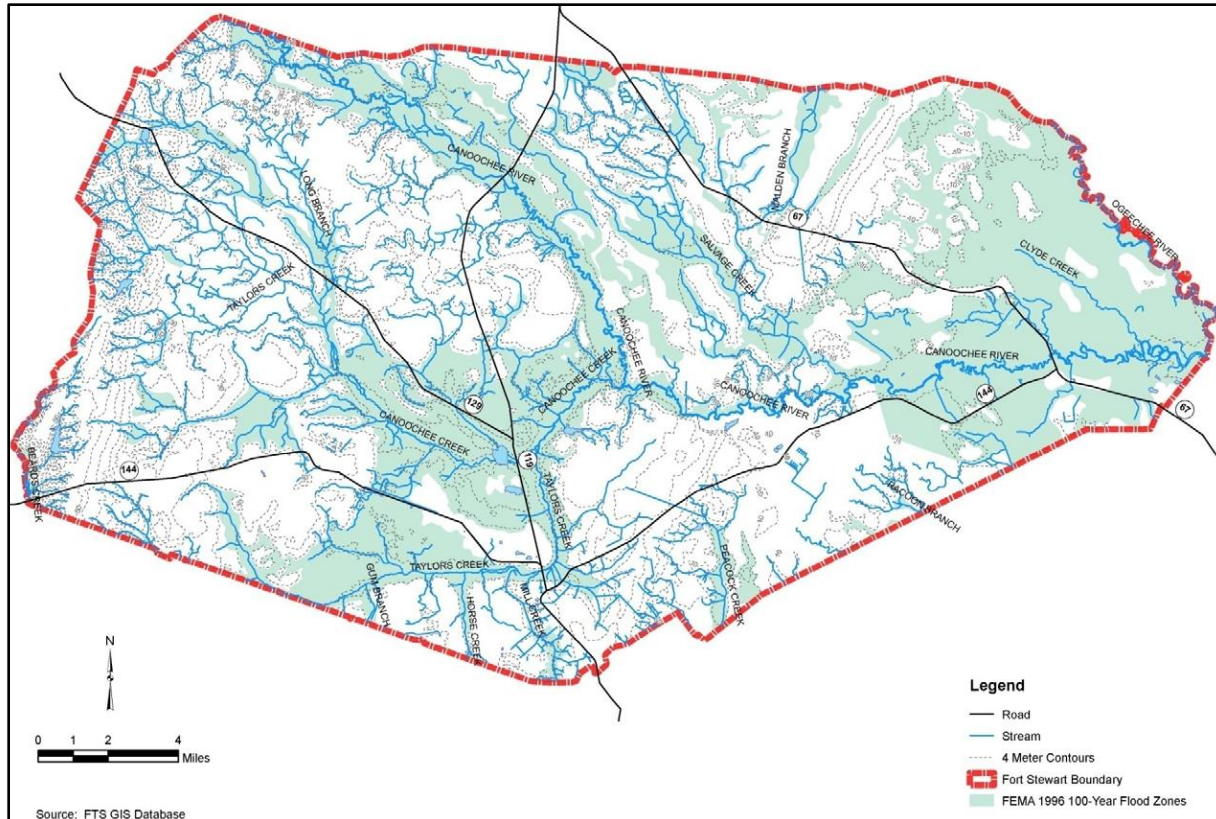 CANOOCHEE RIVER
WALDEN BRANCH
LONG BRANCH
67
OGEECHEE RIVER
SALVAGE CREEK
CLYDE CREEK
TAYLORS CREEK
CANOOCHEE RIVER
CANOOCHEE RIVER
CANOOCHEE CREEK
CANOOCHEE RIVER
129
144
67
CANOOCHEE CREEK
119
144
BEARDS CREEK
TAYLORS CREEK
RACOON BRANCH
PEACOCK CREEK
TAYLORS CREEK
GUM BRANCH
HORSE CREEK
MILL CREEK
N
0 1 2 4
Miles
Source: FTS GIS Database
Legend
Road
Stream
4 Meter Contours
Fort Stewart Boundary
FEMA 1996 100-Year Flood Zones